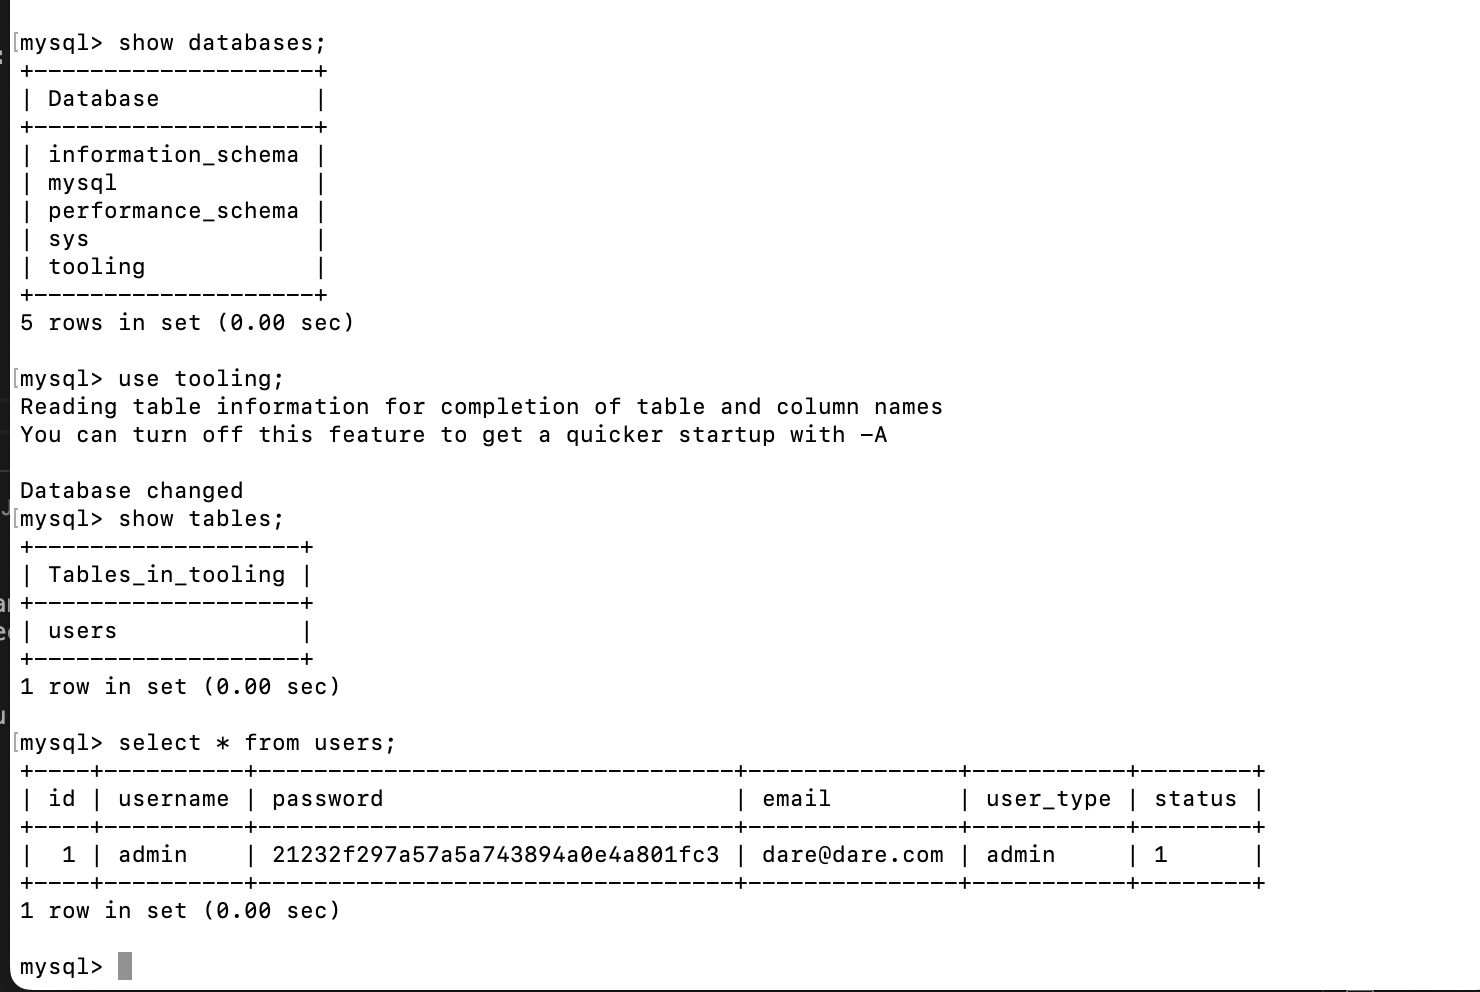 mysql> show databases;
+--------------------+
| Database           |
+--------------------+
| information_schema |
| mysql              |
| performance_schema |
| sys                |
| tooling            |
+--------------------+
5 rows in set (0.00 sec)

mysql> use tooling;
Reading table information for completion of table and column names
You can turn off this feature to get a quicker startup with -A

Database changed
mysql> show tables;
+-------------------+
| Tables_in_tooling |
+-------------------+
| users             |
+-------------------+
1 row in set (0.00 sec)

mysql> select * from users;
+----+----------+----------------------------------+---------------+-----------+--------+
| id | username | password                         | email         | user_type | status |
+----+----------+----------------------------------+---------------+-----------+--------+
|  1 | admin    | 21232f297a57a5a743894a0e4a801fc3 | dare@dare.com | admin     | 1      |
+----+----------+----------------------------------+---------------+-----------+--------+
1 row in set (0.00 sec)

mysql>